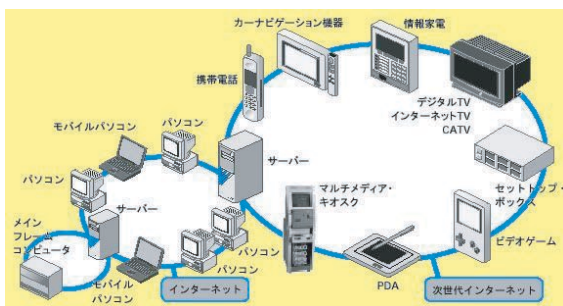 カーナビゲーション機器
情報家電
携帯電話
デジタルTV
インターネットTV
CATV
モバイルパソコン
パソコン
サーバー
パソコン
サーバー
マルチメディア・
キオスク
セットトップ・
ボックス
メイン
フレーム
コンピュータ
パソコン
パソコン
モバイル
パソコン
インターネット
PDA
ビデオゲーム
次世代インターネット